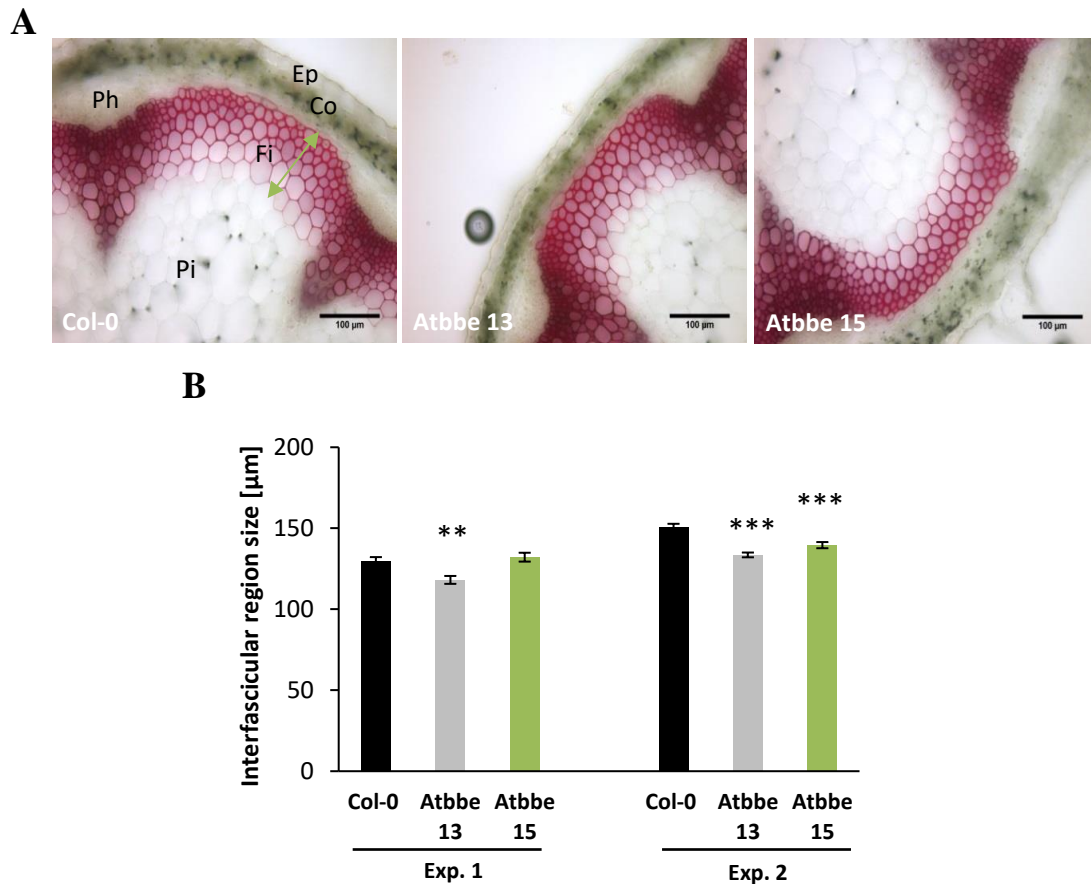 A
Ep
Ph
Co
Fi
Pi
Col-0
100 µm
Atbbe 13
100 µm
Atbbe 15
100 µm
B
Interfascicular region size [µm]
200
150
100
50
0
**
***
***
Col-0
Atbbe
13
Atbbe
15
Col-0
Atbbe
13
Atbbe
15
Exp. 1
Exp. 2